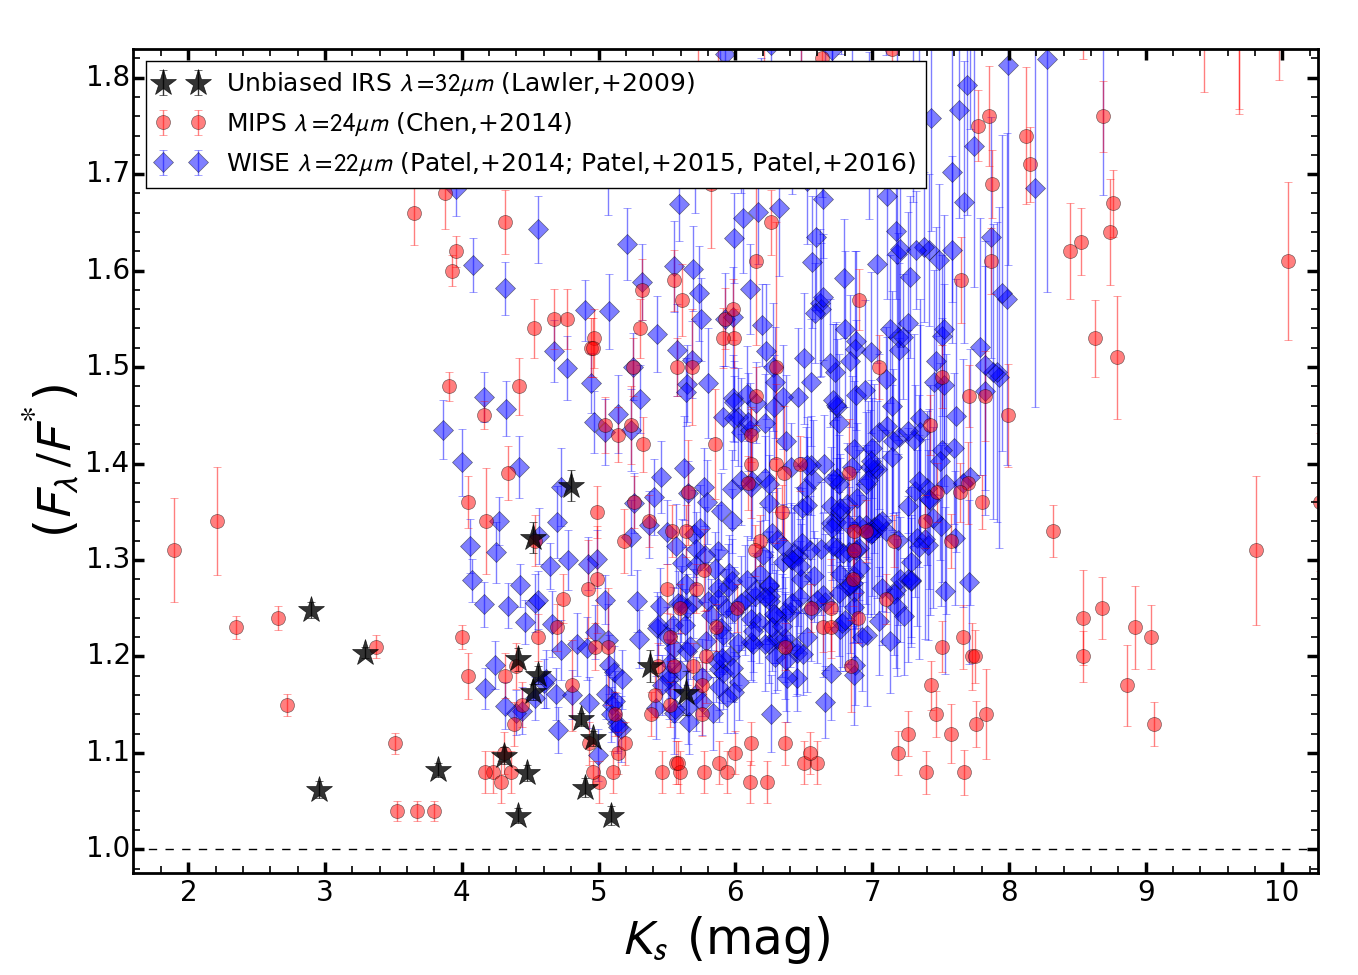 Unbiased IRS λ=32μm (Lawler,+2009)
MIPS λ=24μm (Chen,+2014)
WISE λ=22μm (Patel,+2014; Patel,+2015, Patel,+2016)
1.8
1.7
1.6
1.5
1.4
1.3
1.2
1.1
1.0
(Fλ/F*)
2 3 4 5 6 7 8 9 10
Ks (mag)